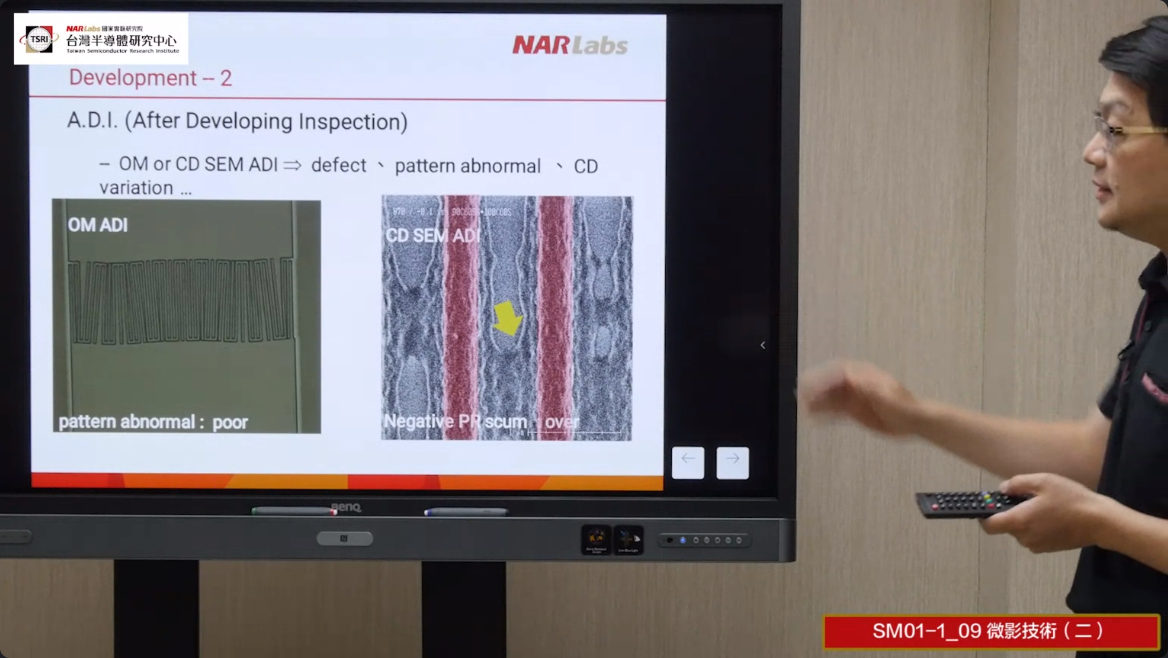 TSRI
NARLabs 國家實驗研究院
台灣半導體研究中心
Taiwan Semiconductor Research Institute
NARLabs
Development – 2
A.D.I. (After Developing Inspection)
– OM or CD SEM ADI ⇒ defect、pattern abnormal、CD
variation …
OM ADI
pattern abnormal : poor
CD SEM ADI
Negative PR scum : over
BenQ
SM01-1_09 微影技術(二)